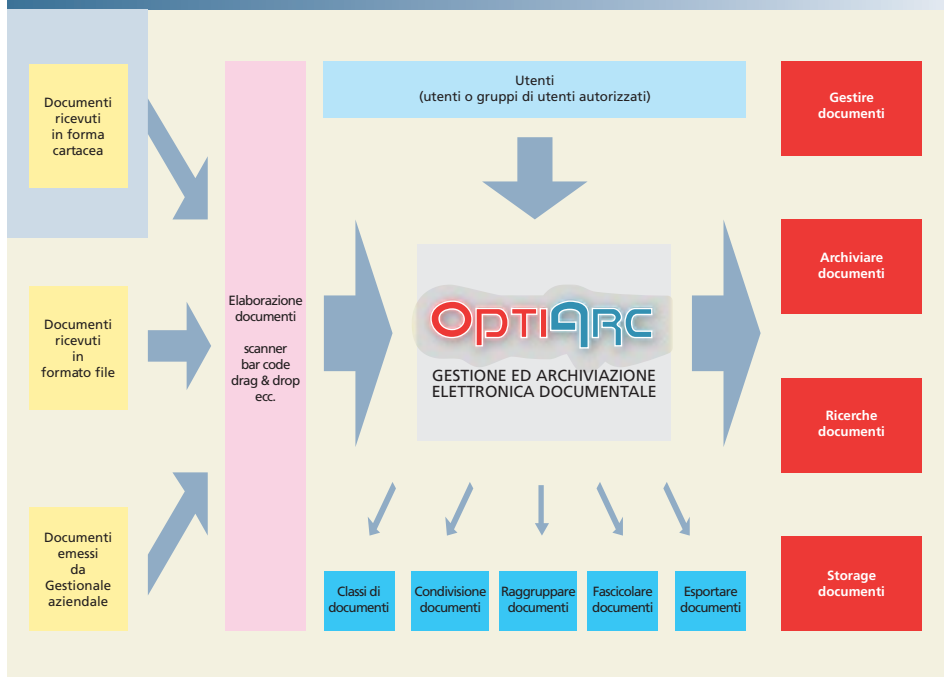 Documenti
ricevuti
in forma
cartacea
Documenti
ricevuti
in
formato file
Documenti
emessi
da
Gestionale
aziendale
Elaborazione
documenti
scanner
bar code
drag & drop
ecc.
Utenti
(utenti o gruppi di utenti autorizzati)
OPTIARC
GESTIONE ED ARCHIVIAZIONE
ELETTRONICA DOCUMENTALE
Classi di
documenti
Condivisione
documenti
Raggruppare
documenti
Fascicolare
documenti
Esportare
documenti
Gestire
documenti
Archiviare
documenti
Ricerche
documenti
Storage
documenti